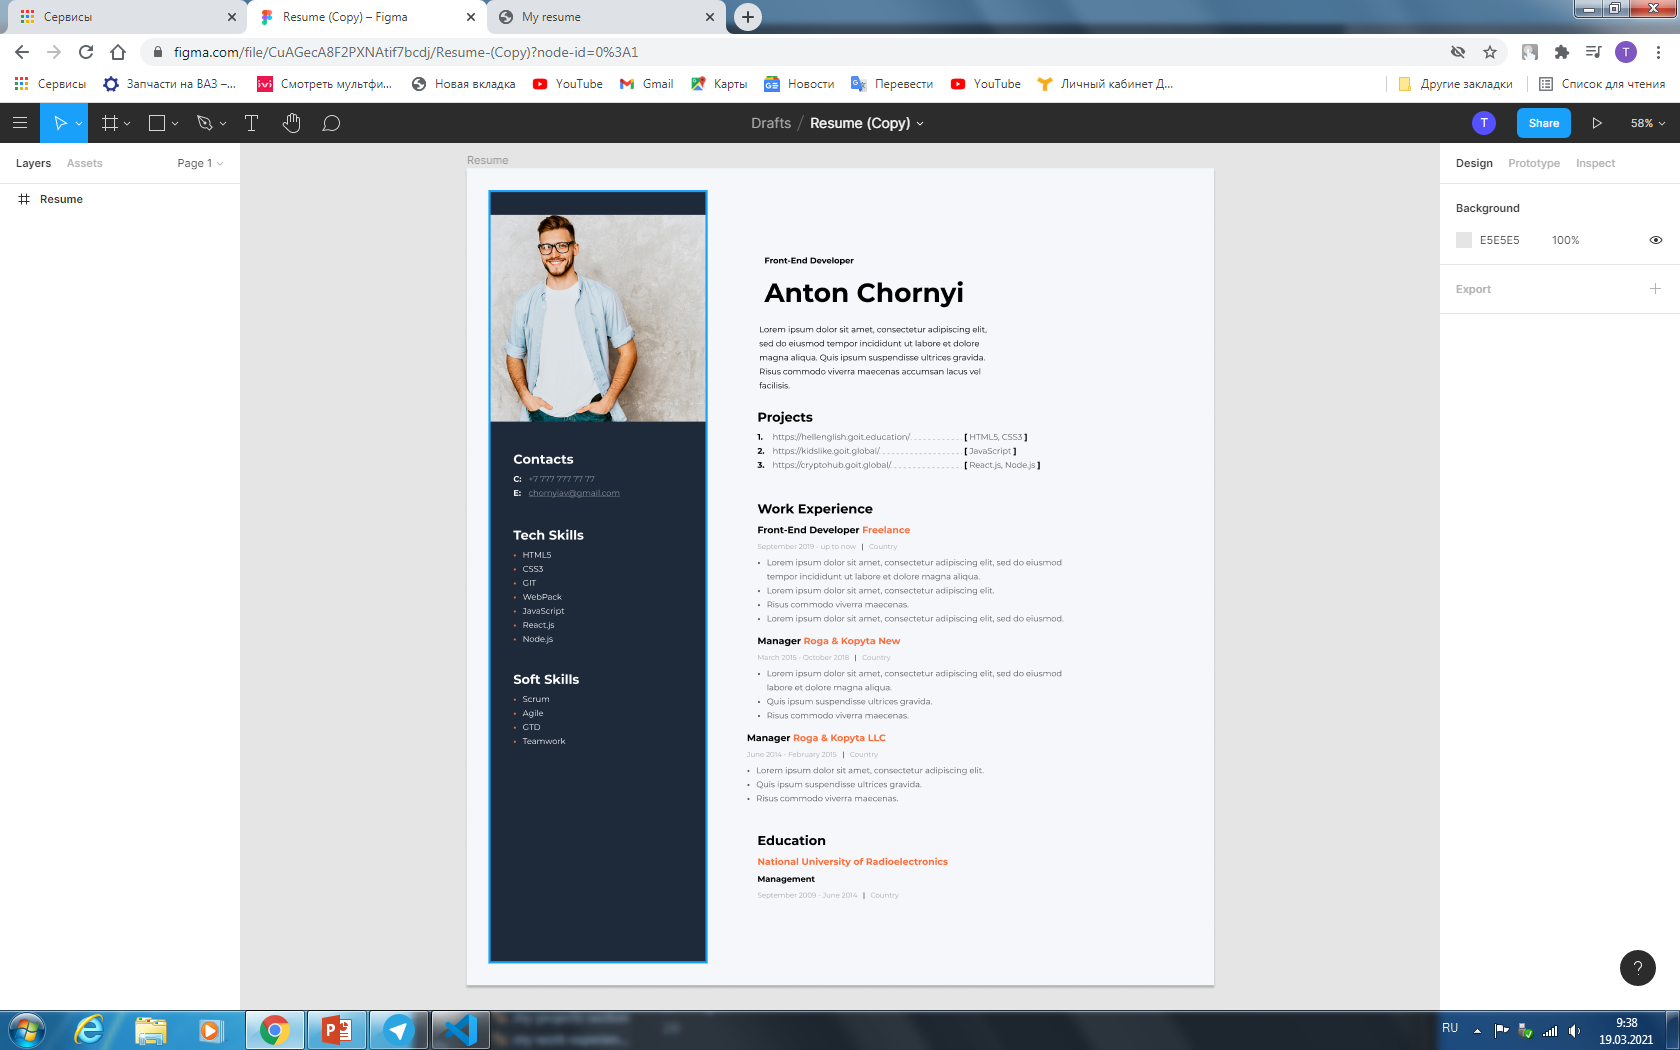 Сервисы
Resume (Copy) – Figma
My resume
figma.com/file/CuAGecA8F2PXNAtif7bcdj/Resume-(Copy)?node-id=0%3A1
T
Сервисы
Запчасти на ВАЗ –...
Смотреть мультфи...
Новая вкладка
YouTube
Gmail
Карты
Новости
Перевести
YouTube
Личный кабинет Д...
Другие закладки
Список для чтения
Drafts / Resume (Copy)
T
Share
58%
Layers
Assets
Page 1
Resume
Resume
Design
Prototype
Inspect
Background
E5E5E5 100%
Export
Contacts
C: +7 777 777 77 77
E: chornyiav@gmail.com
Tech Skills
• HTML5
• CSS3
• GIT
• WebPack
• JavaScript
• React.js
• Node.js
Soft Skills
• Scrum
• Agile
• GTD
• Teamwork
Front-End Developer
Anton Chornyi
Lorem ipsum dolor sit amet, consectetur adipiscing elit,
sed do eiusmod tempor incididunt ut labore et dolore
magna aliqua. Quis ipsum suspendisse ultrices gravida.
Risus commodo viverra maecenas accumsan lacus vel
facilisis.
Projects
1. https://hellenglish.goit.education/ [ HTML5, CSS3 ]
2. https://kidslike.goit.global/ [ JavaScript ]
3. https://cryptohub.goit.global/ [ React.js, Node.js ]
Work Experience
Front-End Developer Freelance
September 2019 - up to now | Country
• Lorem ipsum dolor sit amet, consectetur adipiscing elit, sed do eiusmod
tempor incididunt ut labore et dolore magna aliqua.
• Lorem ipsum dolor sit amet, consectetur adipiscing elit.
• Risus commodo viverra maecenas.
• Lorem ipsum dolor sit amet, consectetur adipiscing elit, sed do eiusmod.
Manager Roga & Kopyta New
March 2015 - October 2018 | Country
• Lorem ipsum dolor sit amet, consectetur adipiscing elit, sed do eiusmod
labore et dolore magna aliqua.
• Quis ipsum suspendisse ultrices gravida.
• Risus commodo viverra maecenas.
Manager Roga & Kopyta LLC
June 2014 - February 2015 | Country
• Lorem ipsum dolor sit amet, consectetur adipiscing elit.
• Quis ipsum suspendisse ultrices gravida.
• Risus commodo viverra maecenas.
Education
National University of Radioelectronics
Management
September 2009 - June 2014 | Country
?
RU
9:38
19.03.2021